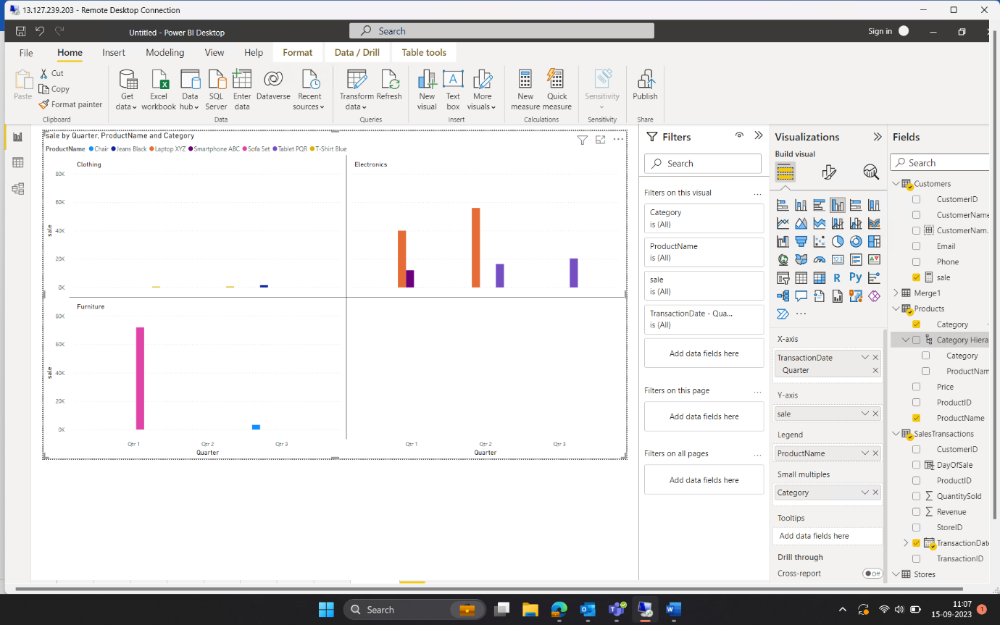 13.127.239.203 - Remote Desktop Connection
Untitled - Power BI Desktop
Search
Sign in
File Home Insert Modeling View Help Format Data / Drill Table tools
Paste
Cut
Copy
Format painter
Clipboard
Get data
Excel workbook
Data hub
SQL Server
Enter data
Dataverse
Recent sources
Data
Transform data
Refresh
Queries
New visual
Text box
More visuals
Insert
New measure
Quick measure
Calculations
Sensitivity
Sensitivity
Publish
Share
sale by Quarter, ProductName and Category
ProductName Chair Jeans Black Laptop XYZ Smartphone ABC Sofa Set Tablet PQR T-Shirt Blue
Clothing
80K
60K
40K
20K
0K
sale
Electronics
Furniture
80K
60K
40K
20K
0K
sale
Qtr 1 Qtr 2 Qtr 3
Quarter
Qtr 1 Qtr 2 Qtr 3
Quarter
Filters
Search
Filters on this visual
...
Category
is (All)
ProductName
is (All)
sale
is (All)
TransactionDate - Qua...
is (All)
Add data fields here
Filters on this page
...
Add data fields here
Filters on all pages
...
Add data fields here
Visualizations
Build visual
123
R
Py
...
X-axis
TransactionDate
Quarter
Y-axis
sale
Legend
ProductName
Small multiples
Category
Tooltips
Add data fields here
Drill through
Cross-report
Off
Fields
Search
Customers
CustomerID
CustomerName
CustomerNam...
Email
Phone
sale
Merge1
Products
Category
Category Hiera
Category
ProductNam
Price
ProductID
ProductName
SalesTransactions
CustomerID
DayOfSale
ProductID
QuantitySold
Revenue
StoreID
TransactionDate
TransactionID
Stores
Search
11:07
15-09-2023
1